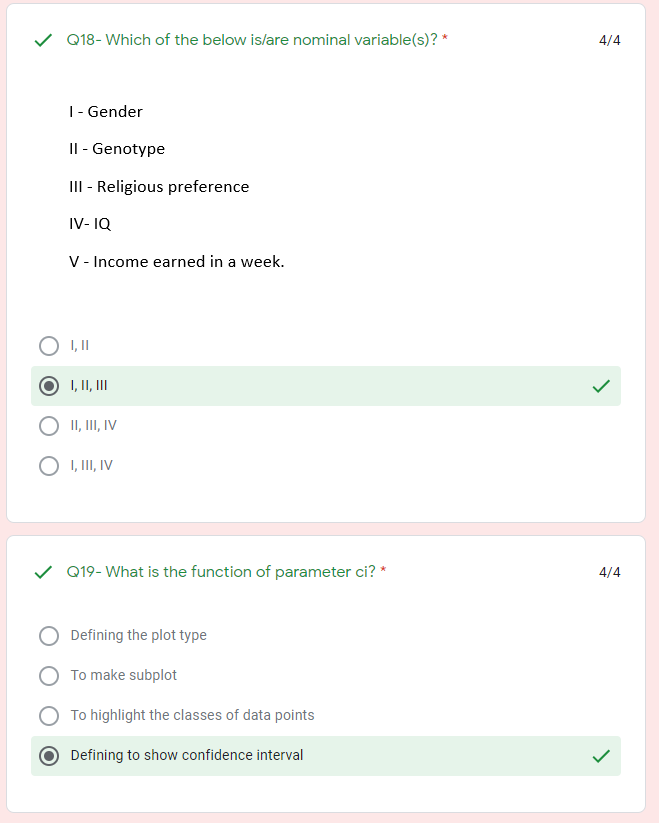 Q18- Which of the below is/are nominal variable(s)? *
4/4
I - Gender
II - Genotype
III - Religious preference
IV- IQ
V - Income earned in a week.
I, II
I, II, III
II, III, IV
I, III, IV
Q19- What is the function of parameter ci? *
4/4
Defining the plot type
To make subplot
To highlight the classes of data points
Defining to show confidence interval